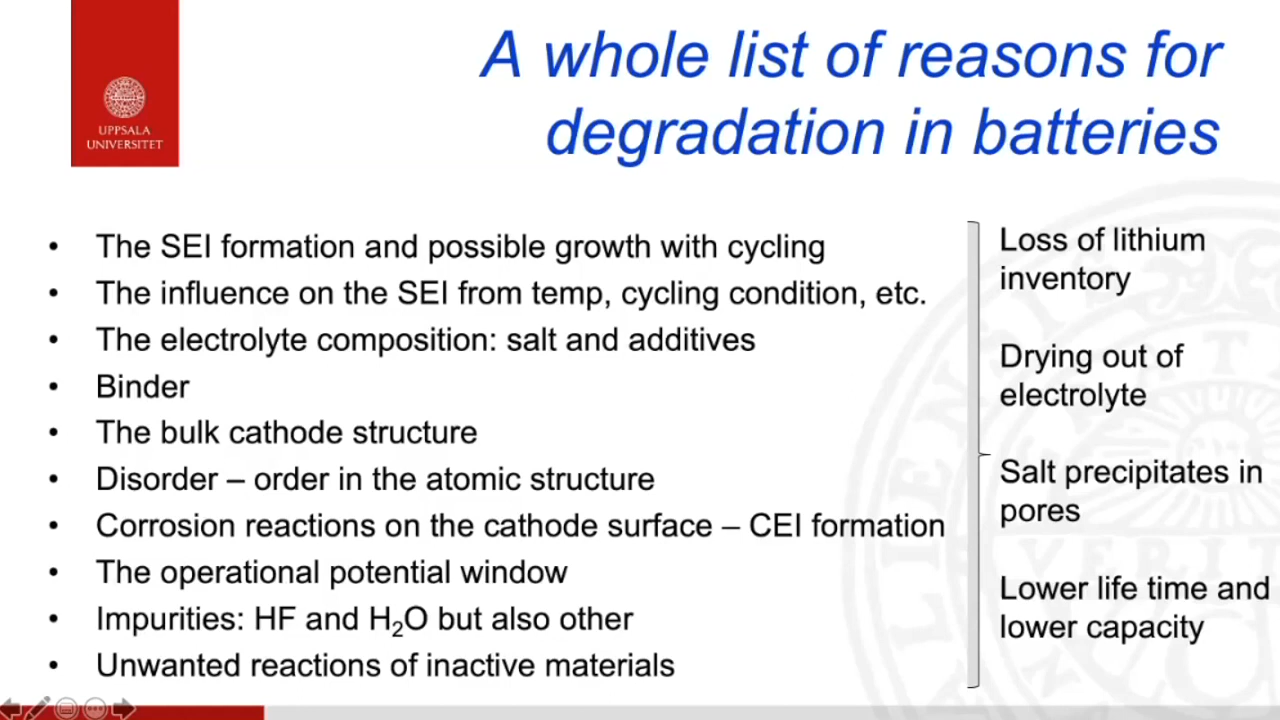 UPPSALA
UNIVERSITET
A whole list of reasons for
degradation in batteries
• The SEI formation and possible growth with cycling
• The influence on the SEI from temp, cycling condition, etc.
• The electrolyte composition: salt and additives
• Binder
• The bulk cathode structure
• Disorder – order in the atomic structure
• Corrosion reactions on the cathode surface – CEI formation
• The operational potential window
• Impurities: HF and H₂O but also other
• Unwanted reactions of inactive materials
Loss of lithium
inventory
Drying out of
electrolyte
Salt precipitates in
pores
Lower life time and
lower capacity